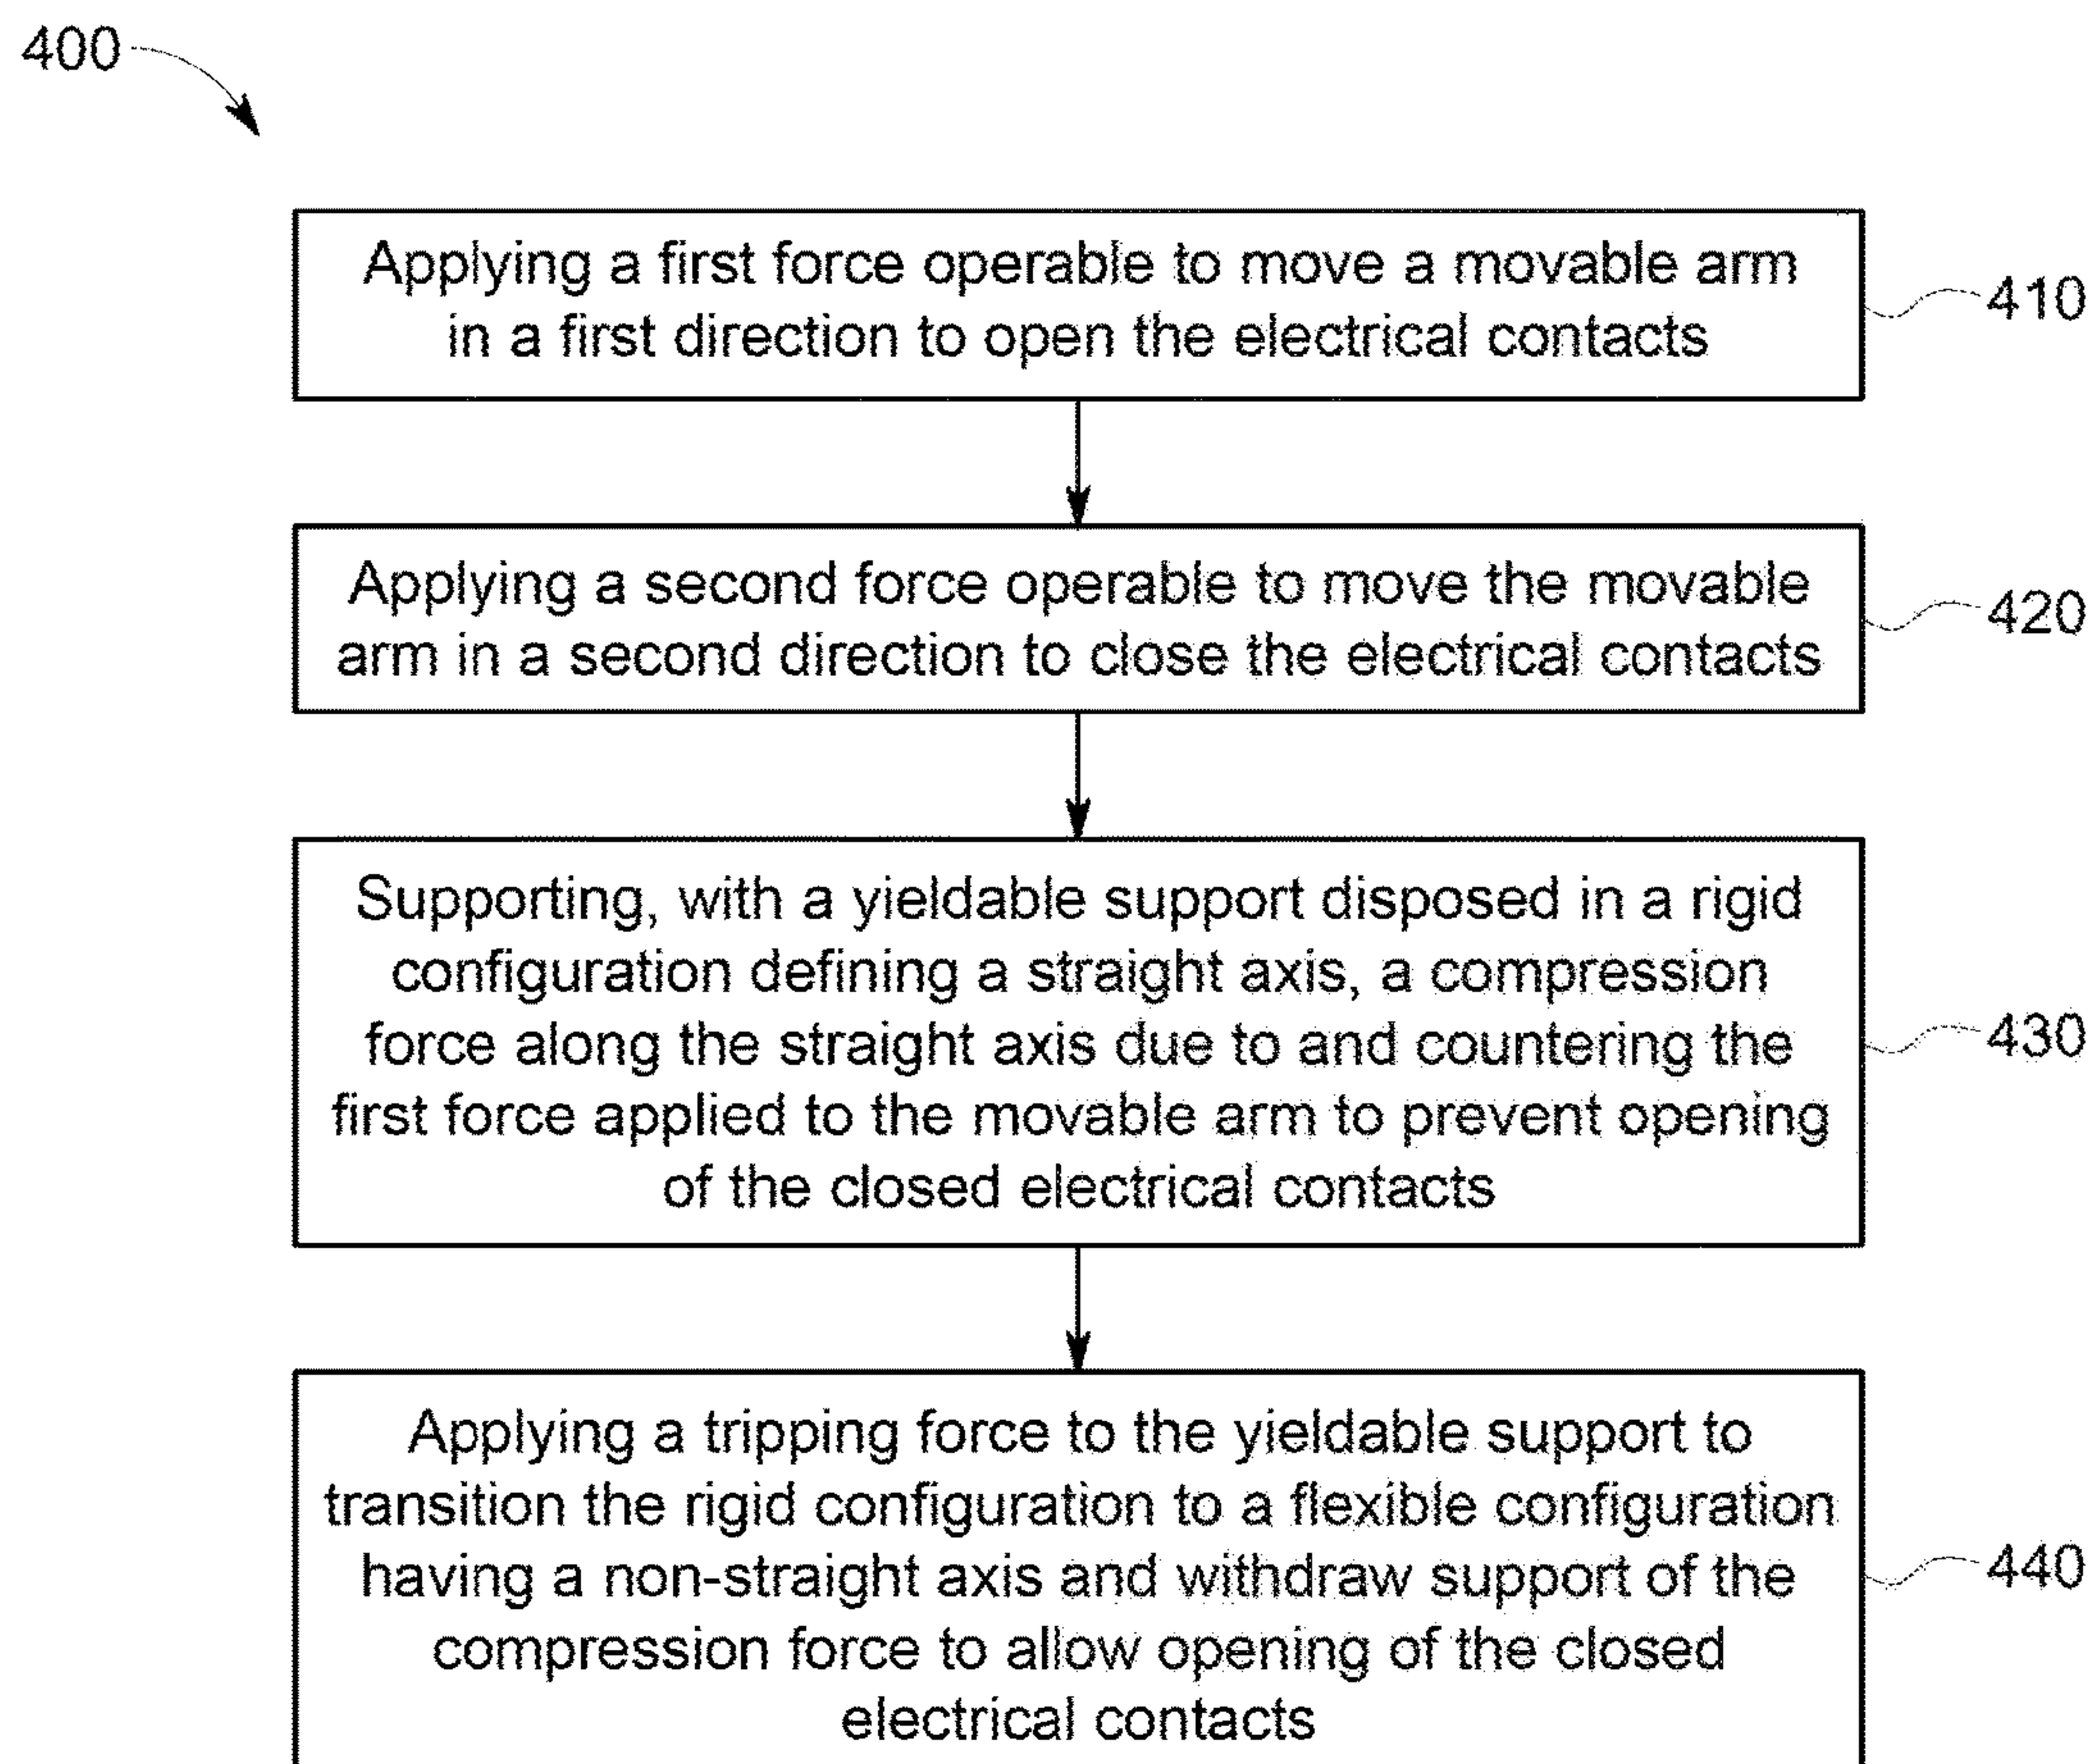 400
Applying a first force operable to move a movable arm
in a first direction to open the electrical contacts
410
Applying a second force operable to move the movable
arm in a second direction to close the electrical contacts
420
Supporting, with a yieldable support disposed in a rigid
configuration defining a straight axis, a compression
force along the straight axis due to and countering the
first force applied to the movable arm to prevent opening
of the closed electrical contacts
430
Applying a tripping force to the yieldable support to
transition the rigid configuration to a flexible configuration
having a non-straight axis and withdraw support of the
compression force to allow opening of the closed
electrical contacts
440